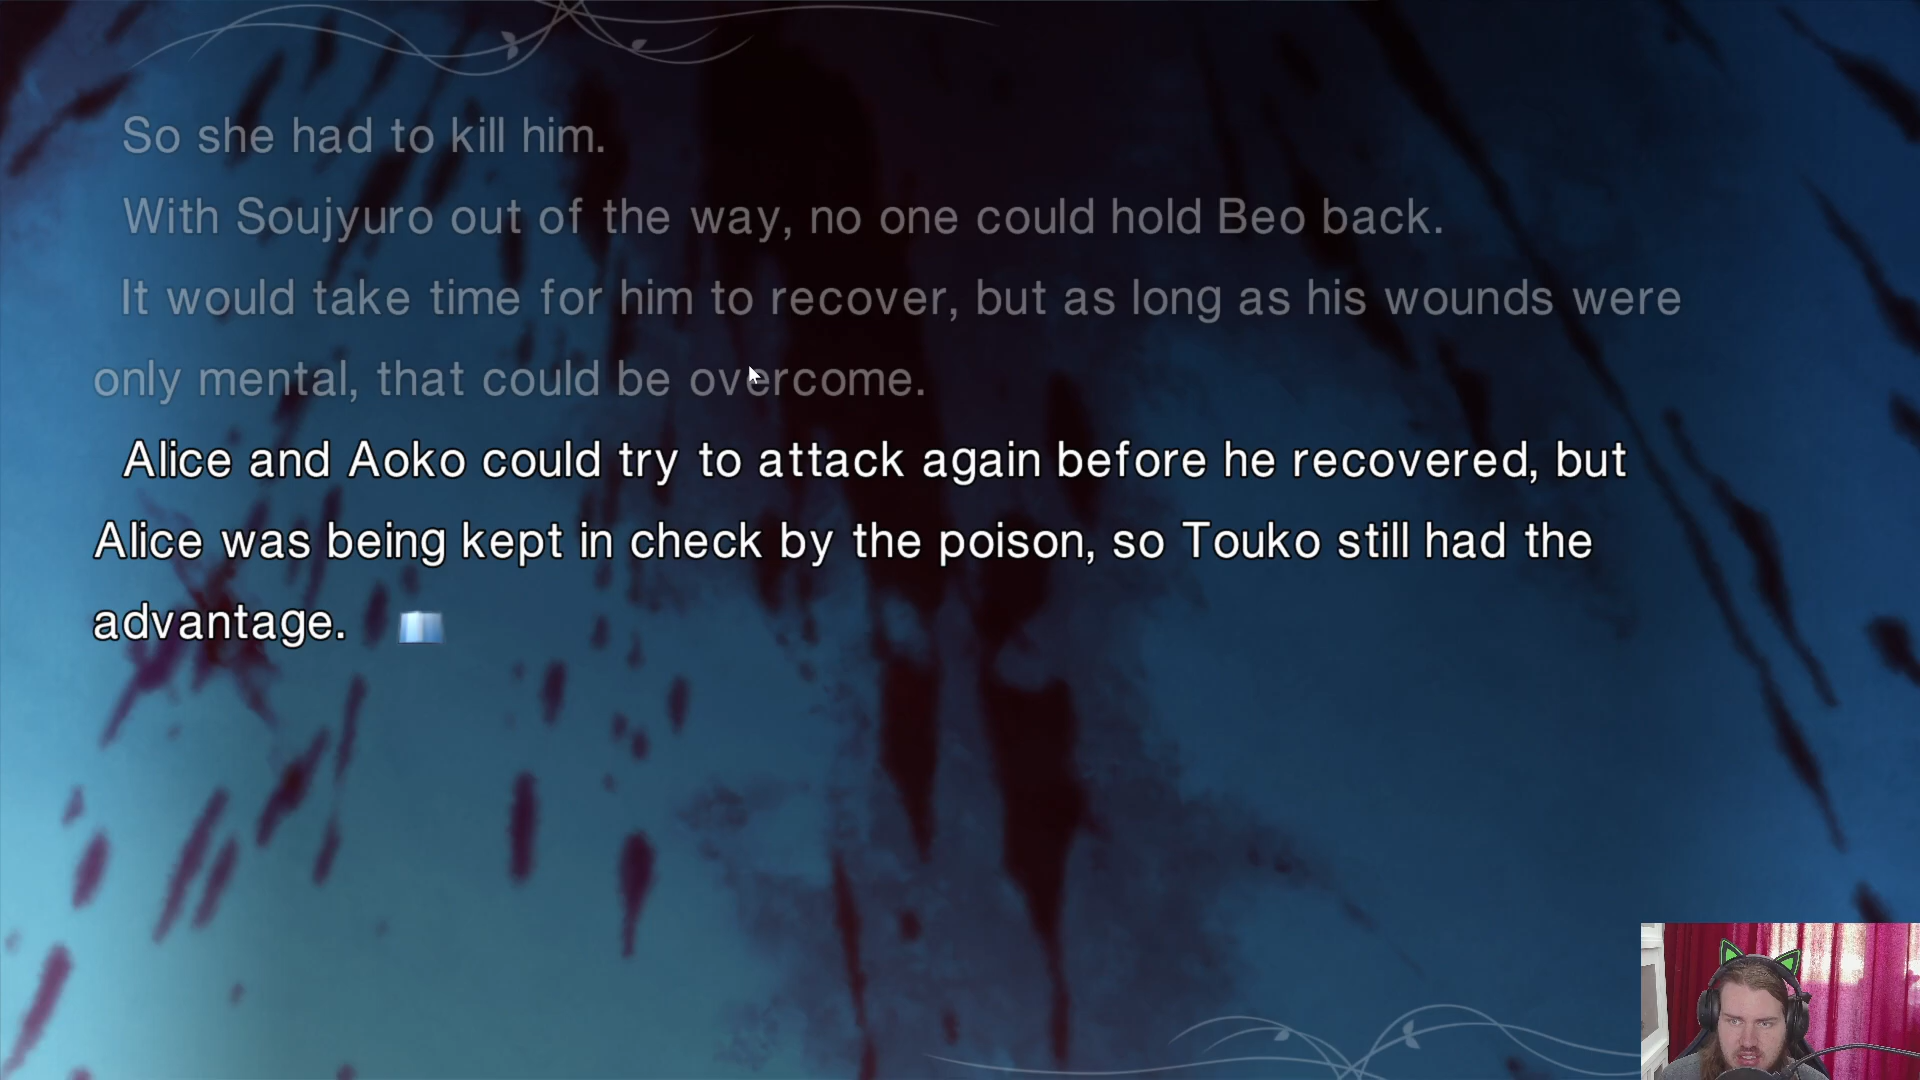 So she had to kill him.
With Soujyuro out of the way, no one could hold Beo back.
It would take time for him to recover, but as long as his wounds were
only mental, that could be overcome.
Alice and Aoko could try to attack again before he recovered, but
Alice was being kept in check by the poison, so Touko still had the
advantage.